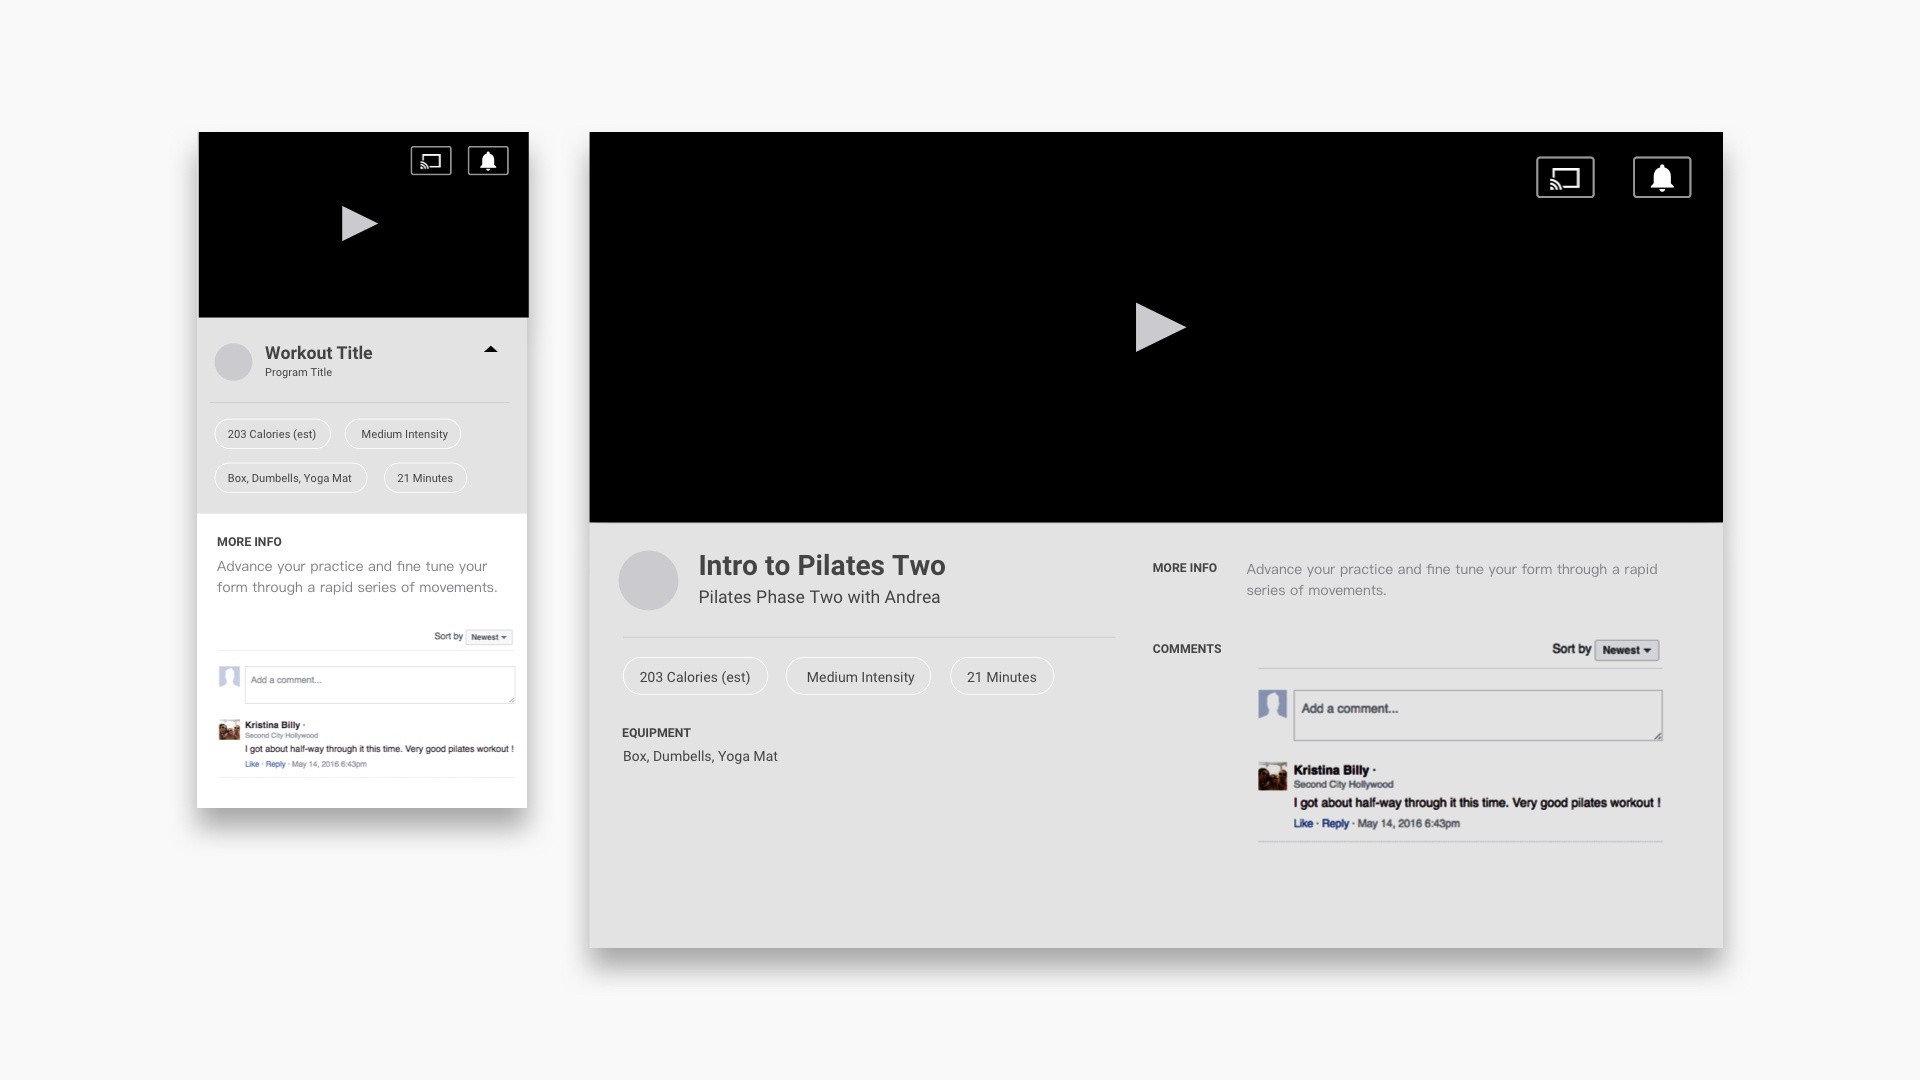 Workout Title
Program Title
203 Calories (est)
Medium Intensity
Box, Dumbells, Yoga Mat
21 Minutes
MORE INFO
Advance your practice and fine tune your
form through a rapid series of movements.
Sort by Newest
Add a comment...
Kristina Billy ·
Second City Hollywood
I got about half-way through it this time. Very good pilates workout !
Like · Reply · May 14, 2016 6:43pm
Intro to Pilates Two
Pilates Phase Two with Andrea
203 Calories (est)
Medium Intensity
21 Minutes
EQUIPMENT
Box, Dumbells, Yoga Mat
MORE INFO
Advance your practice and fine tune your form through a rapid
series of movements.
COMMENTS
Sort by Newest
Add a comment...
Kristina Billy ·
Second City Hollywood
I got about half-way through it this time. Very good pilates workout !
Like · Reply · May 14, 2016 6:43pm